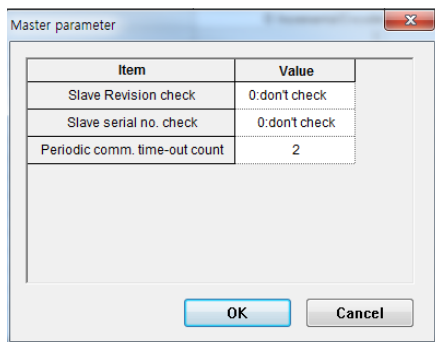 Master parameter
Item Value
Slave Revision check 0:don't check
Slave serial no. check 0:don't check
Periodic comm. time-out count 2
OK Cancel